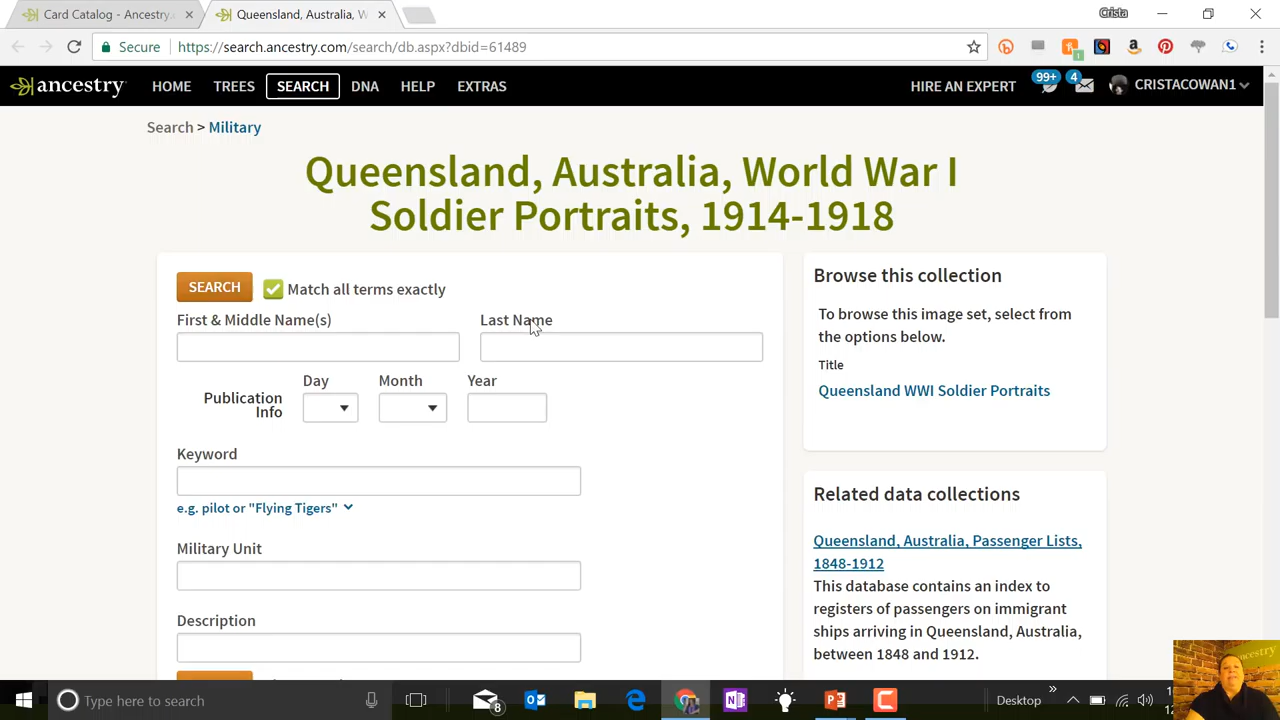 Card Catalog - Ancestry.
Queensland, Australia, W
Crista
Secure
https://search.ancestry.com/search/db.aspx?dbid=61489
1
ancestry
HOME
TREES
SEARCH
DNA
HELP
EXTRAS
HIRE AN EXPERT
99+
4
CRISTACOWAN1
Search > Military
Queensland, Australia, World War I
Soldier Portraits, 1914-1918
SEARCH
Match all terms exactly
First & Middle Name(s)
Last Name
Publication
Info
Day
Month
Year
Keyword
e.g. pilot or "Flying Tigers"
Military Unit
Description
Browse this collection
To browse this image set, select from
the options below.
Title
Queensland WWI Soldier Portraits
Related data collections
Queensland, Australia, Passenger Lists,
1848-1912
This database contains an index to
registers of passengers on immigrant
ships arriving in Queensland, Australia,
between 1848 and 1912.
ancestry
Type here to search
8
Desktop